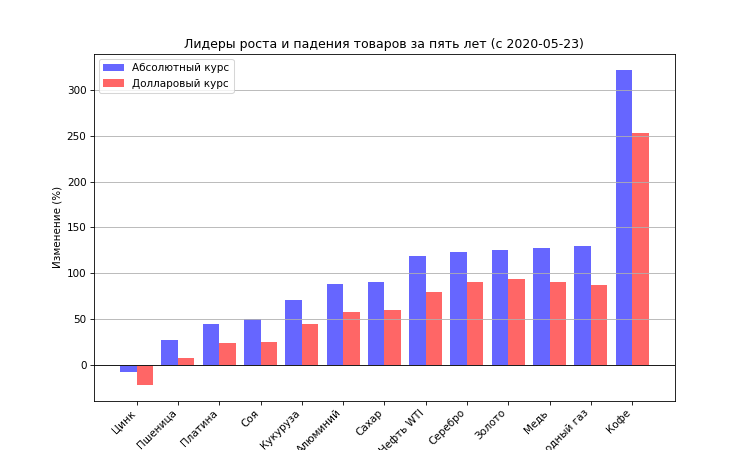 Лидеры роста и падения товаров за пять лет (с 2020-05-23)
Абсолютный курс
Долларовый курс
Изменение (%)
300
250
200
150
100
50
0
Цинк
Пшеница
Платина
Соя
Кукуруза
Алюминий
Сахар
Нефть WTI
Серебро
Золото
Медь
газ
Кофе